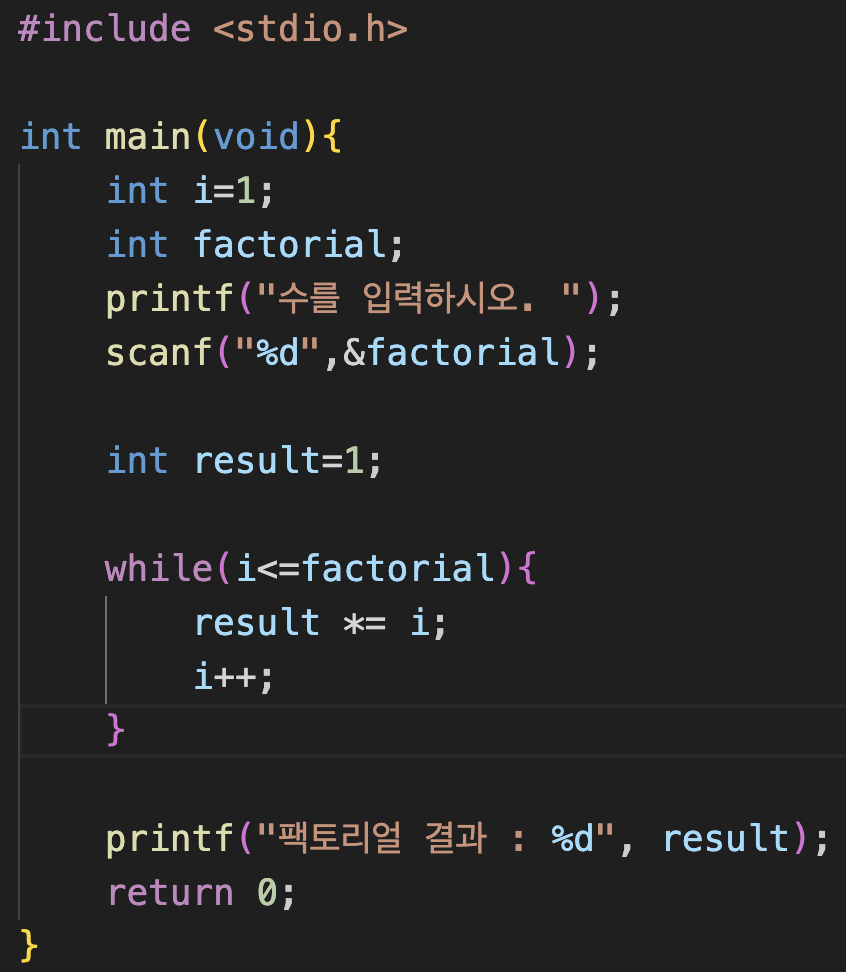 #include <stdio.h>
int main(void){
int i=1;
int factorial;
printf("수를 입력하시오. ");
scanf("%d",&factorial);
int result=1;
while(i<=factorial){
result *= i;
i++;
}
printf("팩토리얼 결과 : %d", result);
return 0;
}